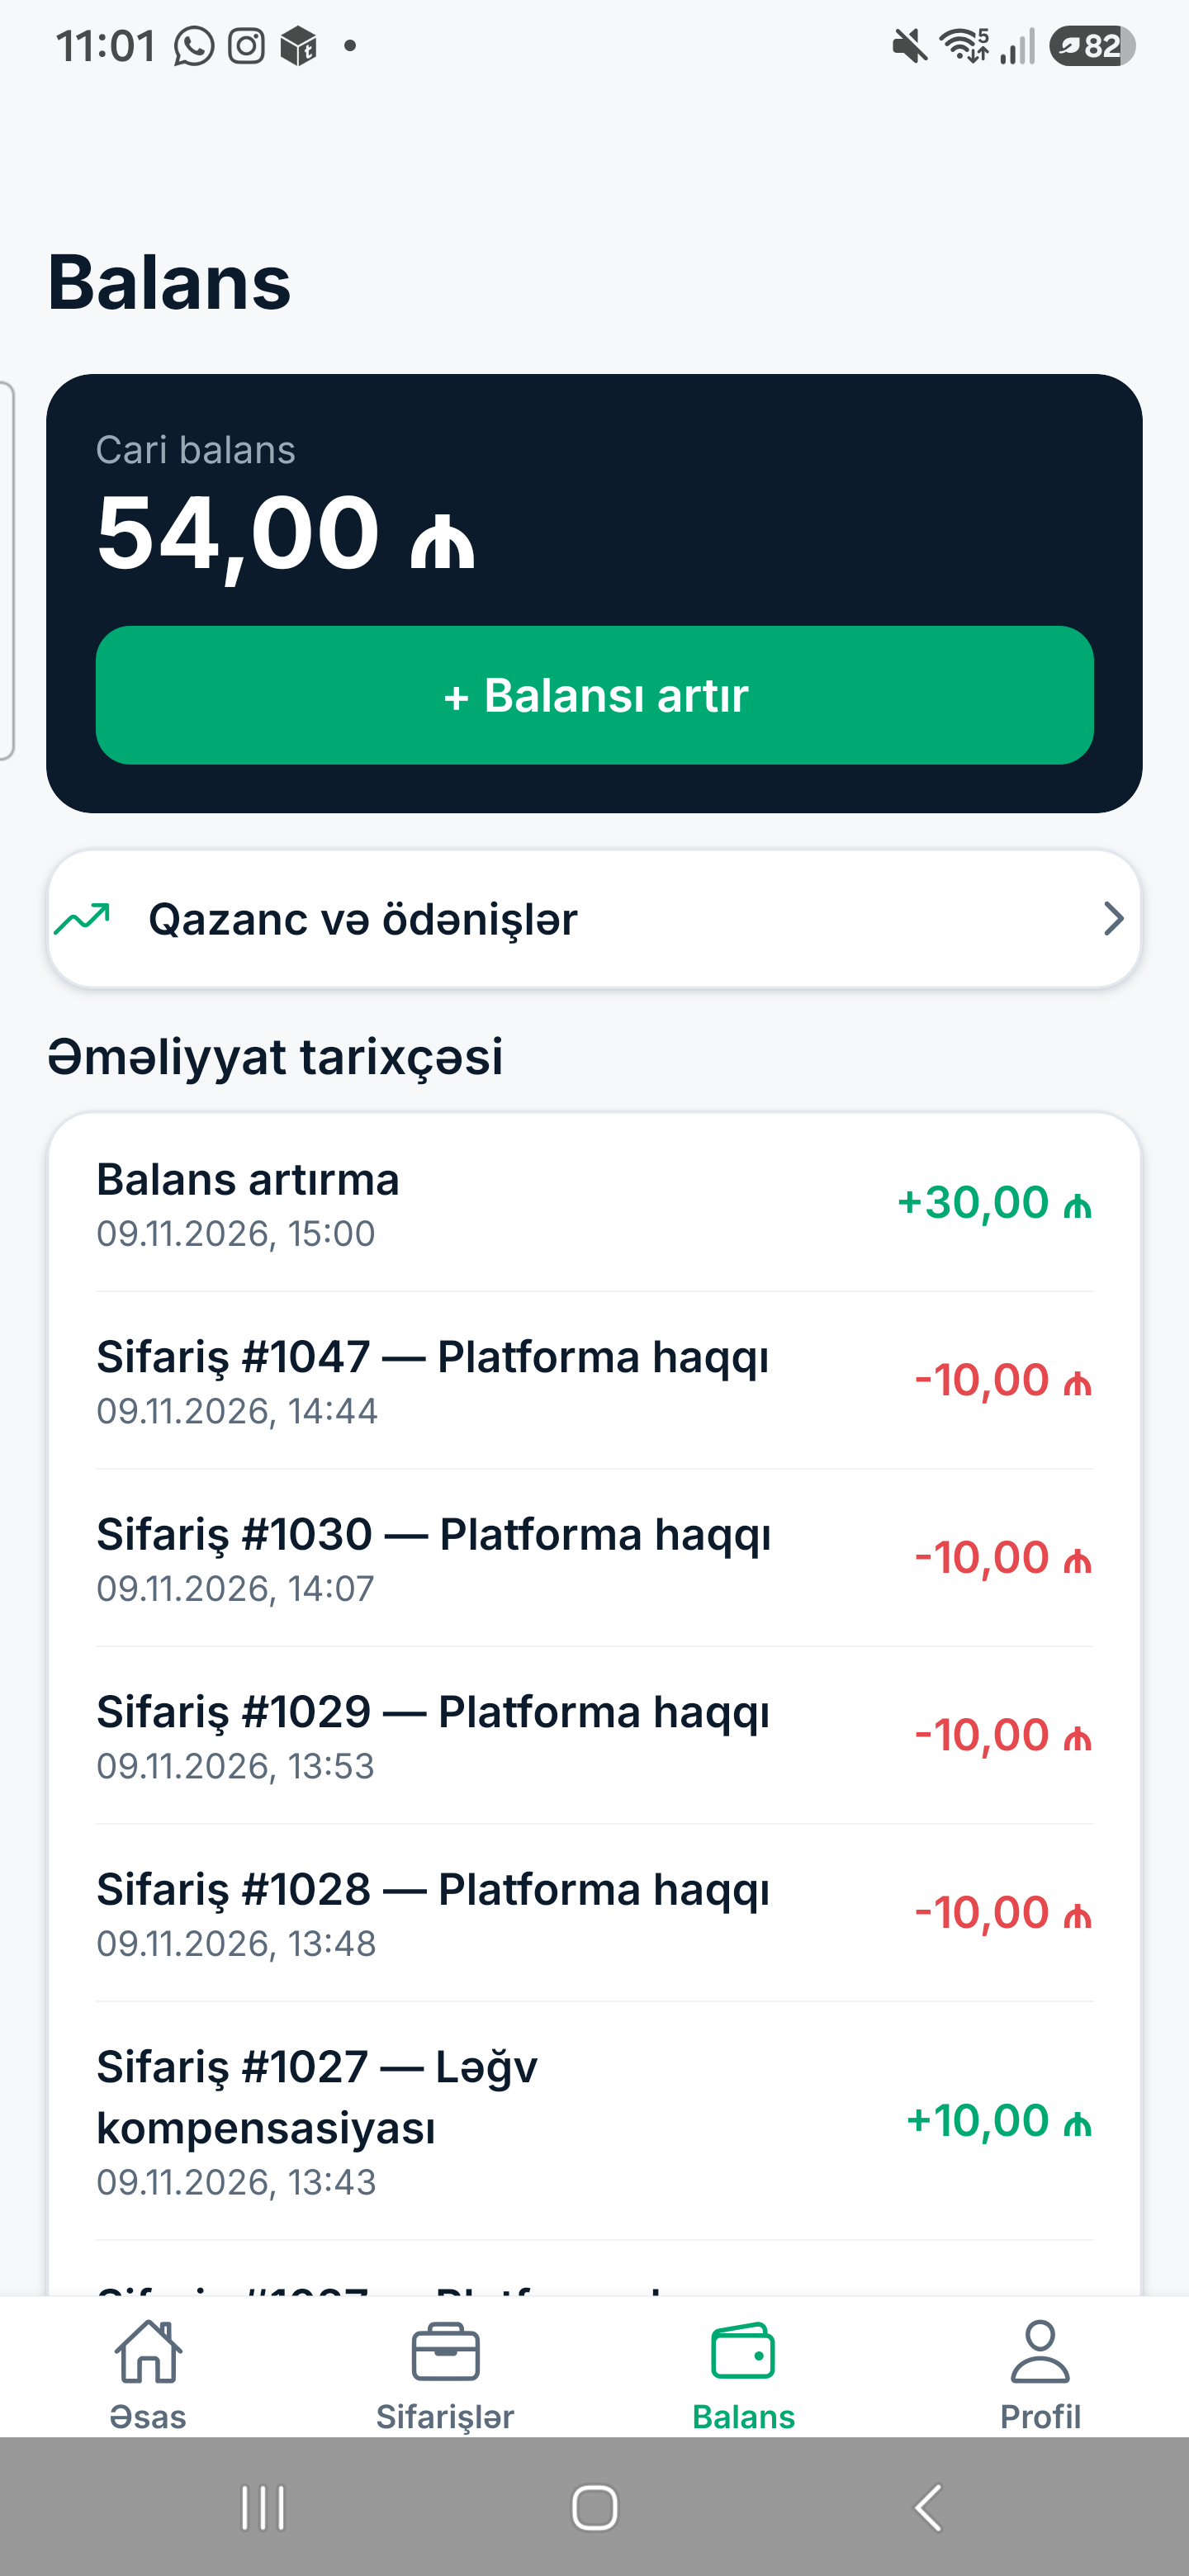 11:01
5
82
Balans
Cari balans
54,00 ₼
+ Balansı artır
Qazanc və ödənişlər
Əməliyyat tarixçəsi
Balans artırma
+30,00 ₼
09.11.2026, 15:00
Sifariş #1047 — Platforma haqqı
-10,00 ₼
09.11.2026, 14:44
Sifariş #1030 — Platforma haqqı
-10,00 ₼
09.11.2026, 14:07
Sifariş #1029 — Platforma haqqı
-10,00 ₼
09.11.2026, 13:53
Sifariş #1028 — Platforma haqqı
-10,00 ₼
09.11.2026, 13:48
Sifariş #1027 — Ləğv
kompensasiyası
+10,00 ₼
09.11.2026, 13:43
Əsas
Sifarişlər
Balans
Profil